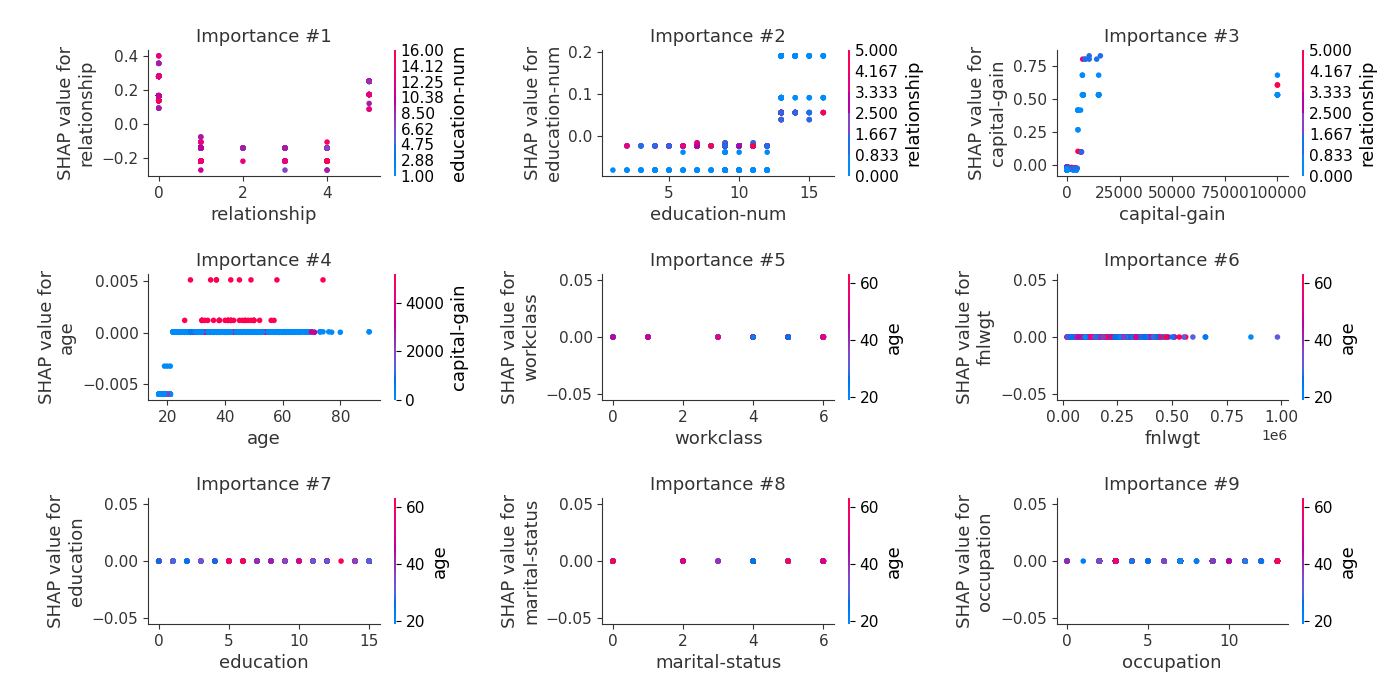 Importance #1
SHAP value for
relationship
0.4
0.2
0.0
−0.2
0
2
4
relationship
16.00
14.12
12.25
10.38
8.50
6.62
4.75
2.88
1.00
education-num
Importance #2
SHAP value for
education-num
0.2
0.1
0.0
5
10
15
education-num
5.000
4.167
3.333
2.500
1.667
0.833
0.000
relationship
Importance #3
SHAP value for
capital-gain
0.75
0.50
0.25
0.00
0
25000
50000
75000
100000
capital-gain
5.000
4.167
3.333
2.500
1.667
0.833
0.000
relationship
Importance #4
SHAP value for
age
0.005
0.000
−0.005
20
40
60
80
age
4000
2000
0
capital-gain
Importance #5
SHAP value for
workclass
0.05
0.00
−0.05
0
2
4
6
workclass
60
40
20
age
Importance #6
SHAP value for
fnlwgt
0.05
0.00
−0.05
0.00
0.25
0.50
0.75
1.00
1e6
fnlwgt
60
40
20
age
Importance #7
SHAP value for
education
0.05
0.00
−0.05
0
5
10
15
education
60
40
20
age
Importance #8
SHAP value for
marital-status
0.05
0.00
−0.05
0
2
4
6
marital-status
60
40
20
age
Importance #9
SHAP value for
occupation
0.05
0.00
−0.05
0
5
10
occupation
60
40
20
age